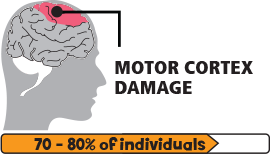 MOTOR CORTEX
DAMAGE
70 - 80% of individuals